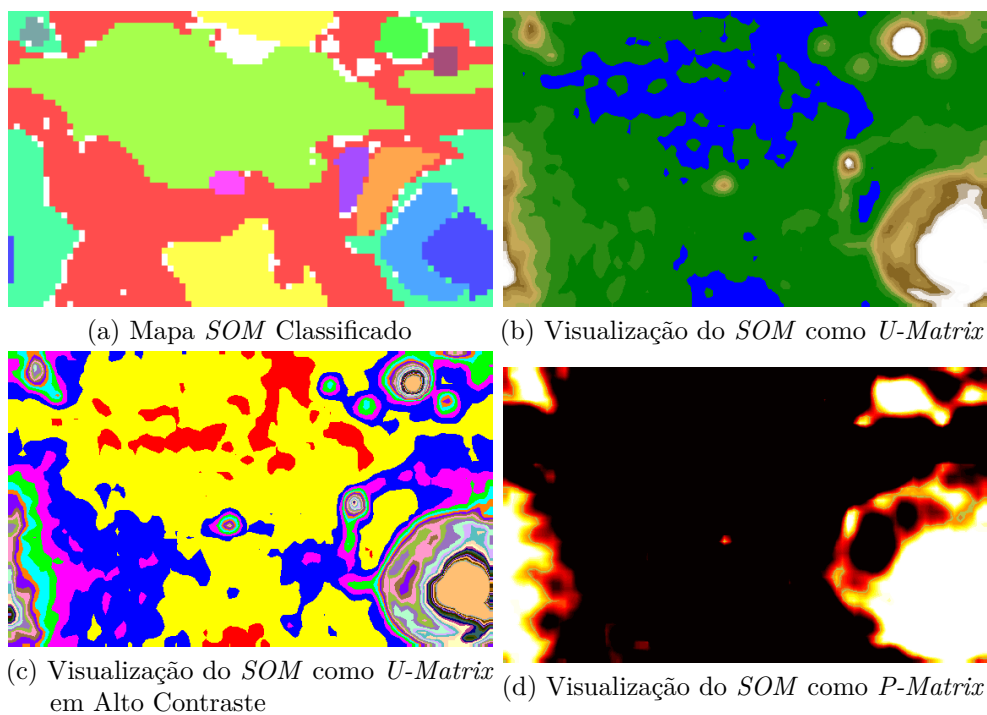 (a) Mapa SOM Classificado
(b) Visualização do SOM como U-Matrix
(c) Visualização do SOM como U-Matrix
em Alto Contraste
(d) Visualização do SOM como P-Matrix